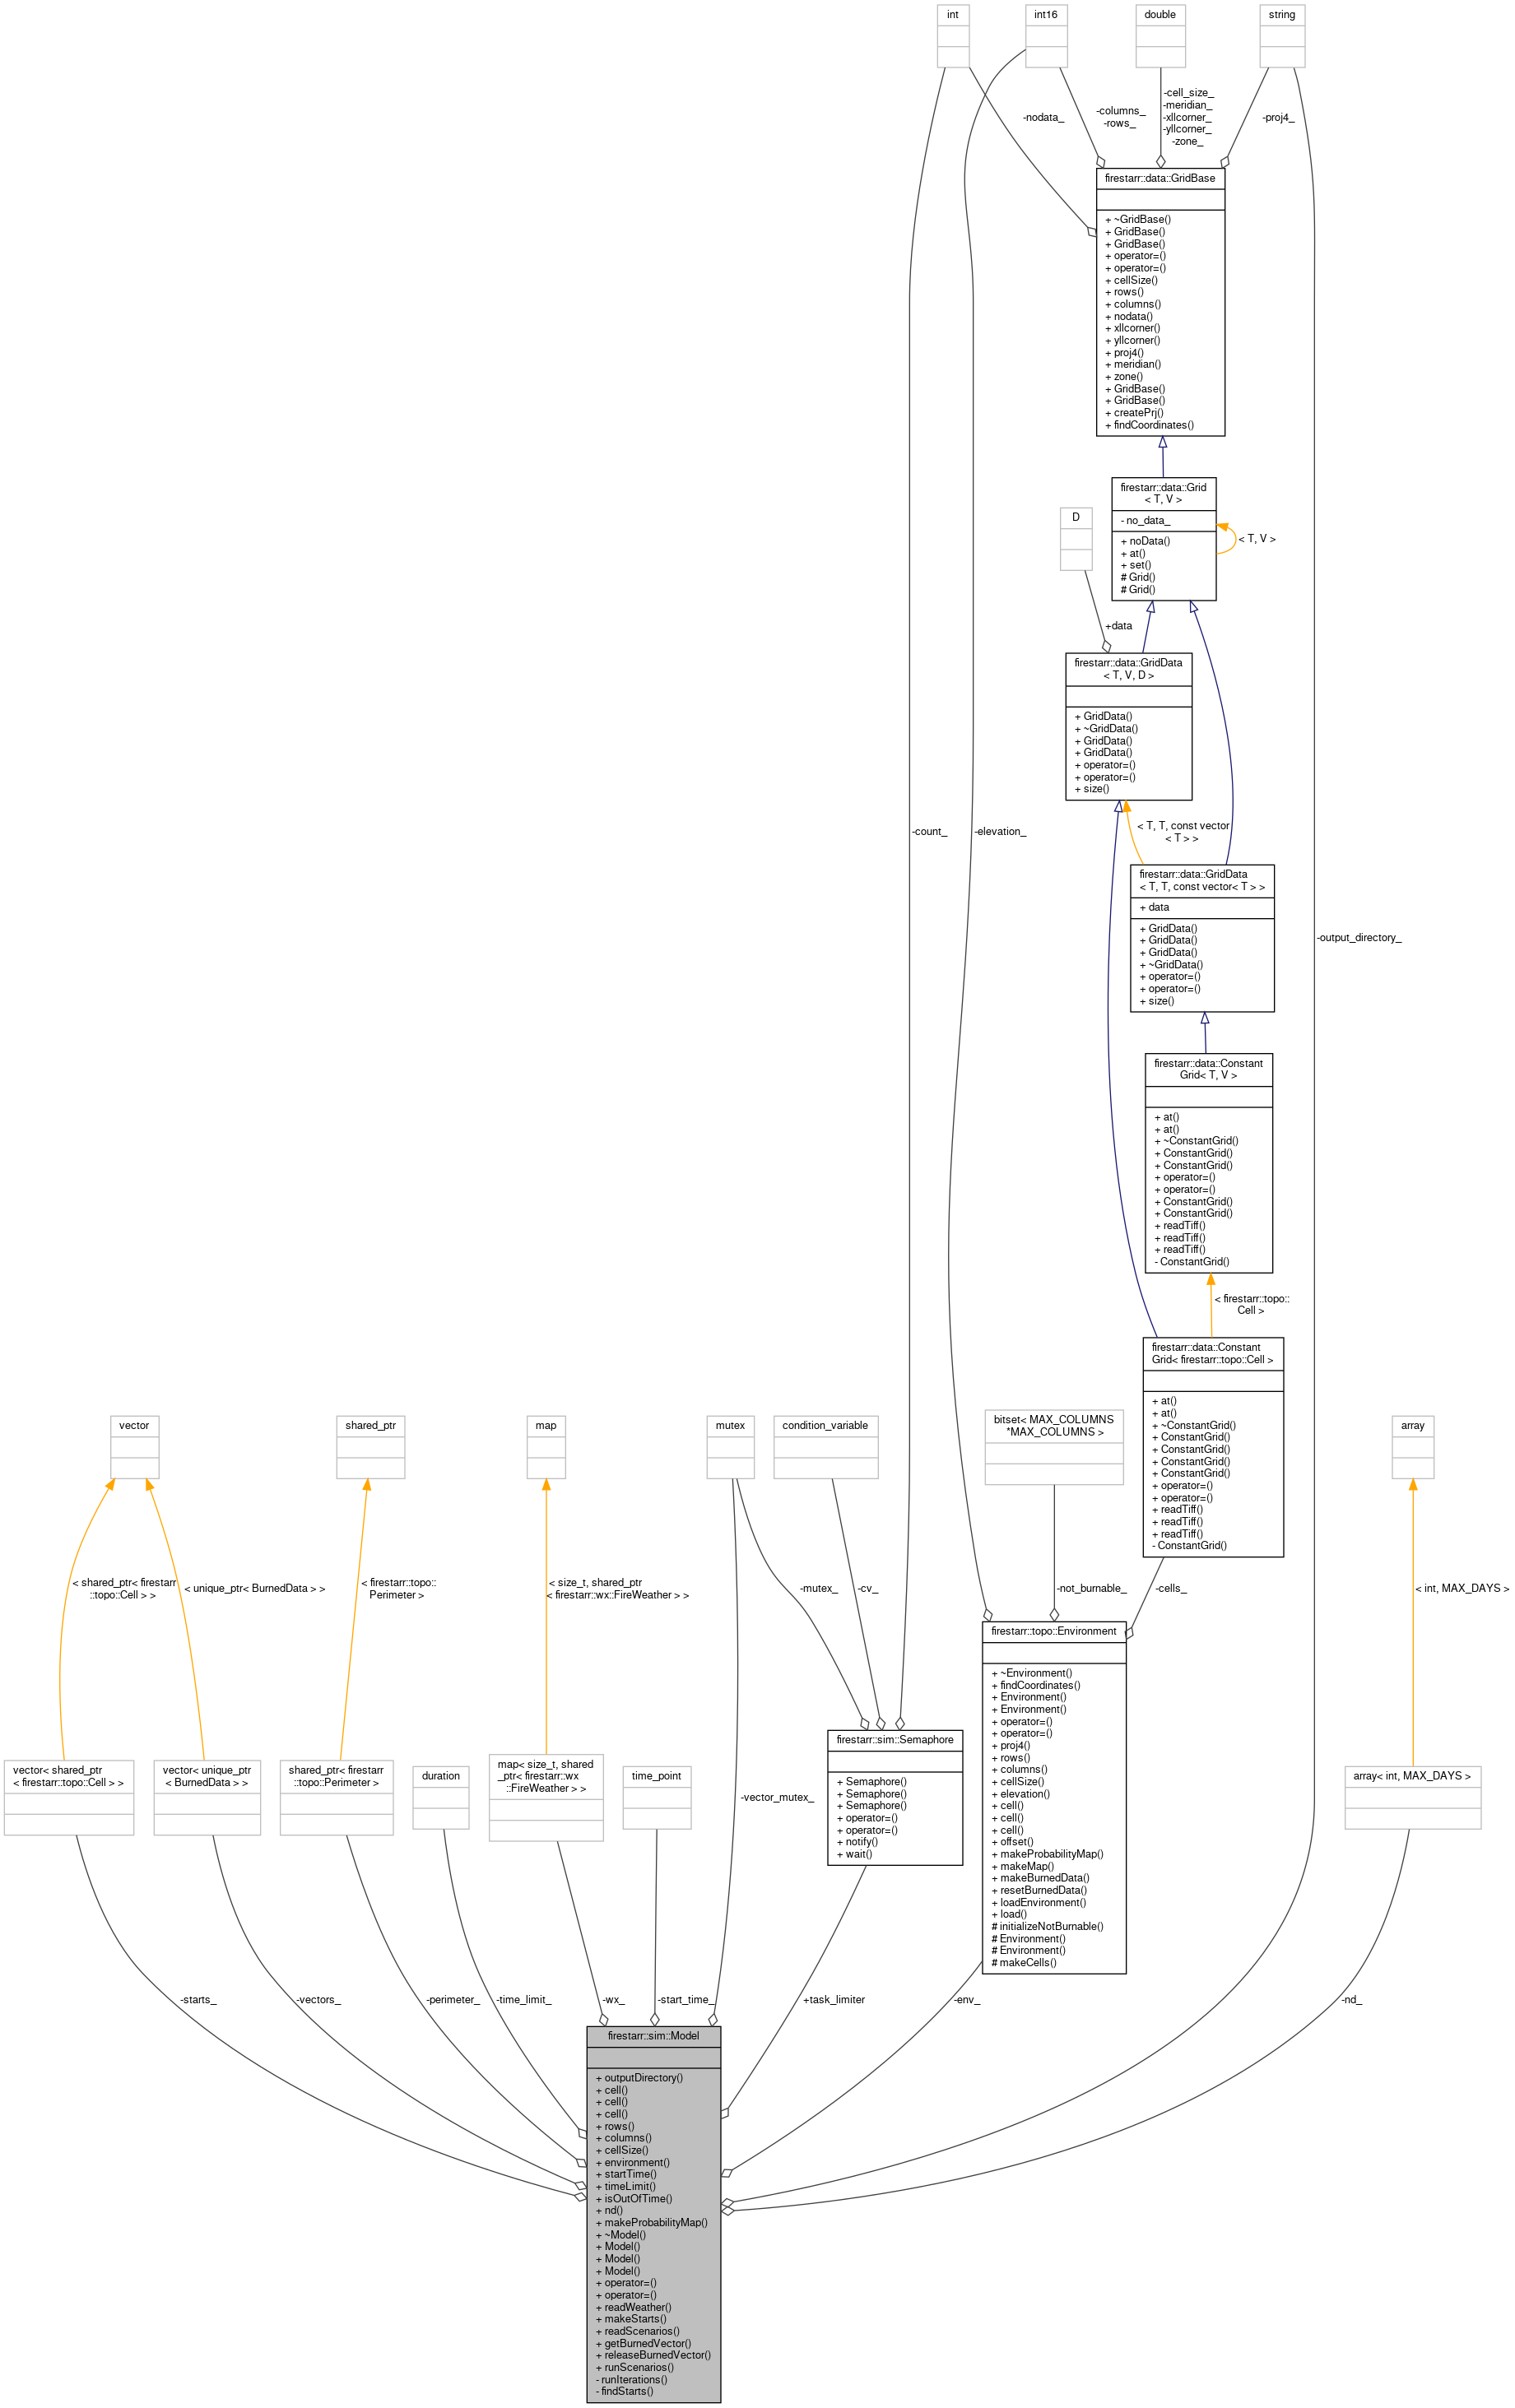 int
int16
double
string
-nodata_
-columns_
-rows_
-cell_size_
-meridian_
-xllcorner_
-yllcorner_
-zone_
-proj4_
firestarr::data::GridBase
+ ~GridBase()
+ GridBase()
+ GridBase()
+ operator=()
+ operator=()
+ cellSize()
+ rows()
+ columns()
+ nodata()
+ xllcorner()
+ yllcorner()
+ proj4()
+ meridian()
+ zone()
+ GridBase()
+ GridBase()
+ createPrj()
+ findCoordinates()
firestarr::data::Grid
< T, V >
- no_data_
+ noData()
+ at()
+ set()
# Grid()
# Grid()
< T, V >
D
+data
firestarr::data::GridData
< T, V, D >
+ GridData()
+ ~GridData()
+ GridData()
+ GridData()
+ operator=()
+ operator=()
+ size()
-count_
-elevation_
< T, T, const vector
< T > >
firestarr::data::GridData
< T, T, const vector< T > >
+ data
+ GridData()
+ GridData()
+ GridData()
+ ~GridData()
+ operator=()
+ operator=()
+ size()
-output_directory_
firestarr::data::Constant
Grid< T, V >
+ at()
+ at()
+ ~ConstantGrid()
+ ConstantGrid()
+ ConstantGrid()
+ operator=()
+ operator=()
+ ConstantGrid()
+ ConstantGrid()
+ readTiff()
+ readTiff()
+ readTiff()
- ConstantGrid()
< firestarr::topo::
Cell >
firestarr::data::Constant
Grid< firestarr::topo::Cell >
+ at()
+ at()
+ ~ConstantGrid()
+ ConstantGrid()
+ ConstantGrid()
+ ConstantGrid()
+ ConstantGrid()
+ operator=()
+ operator=()
+ readTiff()
+ readTiff()
+ readTiff()
- ConstantGrid()
vector
shared_ptr
map
mutex
condition_variable
bitset< MAX_COLUMNS
*MAX_COLUMNS >
array
< shared_ptr< firestarr
::topo::Cell > >
< unique_ptr< BurnedData > >
< firestarr::topo::
Perimeter >
< size_t, shared_ptr
< firestarr::wx::FireWeather > >
-mutex_
-cv_
-not_burnable_
-cells_
< int, MAX_DAYS >
firestarr::topo::Environment
+ ~Environment()
+ findCoordinates()
+ Environment()
+ Environment()
+ operator=()
+ operator=()
+ proj4()
+ rows()
+ columns()
+ cellSize()
+ elevation()
+ cell()
+ cell()
+ cell()
+ offset()
+ makeProbabilityMap()
+ makeMap()
+ makeBurnedData()
+ resetBurnedData()
+ loadEnvironment()
+ load()
# initializeNotBurnable()
# Environment()
# Environment()
# makeCells()
firestarr::sim::Semaphore
+ Semaphore()
+ Semaphore()
+ Semaphore()
+ operator=()
+ operator=()
+ notify()
+ wait()
vector< shared_ptr
< firestarr::topo::Cell > >
vector< unique_ptr
< BurnedData > >
shared_ptr< firestarr
::topo::Perimeter >
duration
map< size_t, shared
_ptr< firestarr::wx
::FireWeather > >
time_point
-vector_mutex_
array< int, MAX_DAYS >
-starts_
-vectors_
-perimeter_
-time_limit_
-wx_
-start_time_
+task_limiter
-env_
-nd_
firestarr::sim::Model
+ outputDirectory()
+ cell()
+ cell()
+ cell()
+ rows()
+ columns()
+ cellSize()
+ environment()
+ startTime()
+ timeLimit()
+ isOutOfTime()
+ nd()
+ makeProbabilityMap()
+ ~Model()
+ Model()
+ Model()
+ Model()
+ operator=()
+ operator=()
+ readWeather()
+ makeStarts()
+ readScenarios()
+ getBurnedVector()
+ releaseBurnedVector()
+ runScenarios()
- runIterations()
- findStarts()